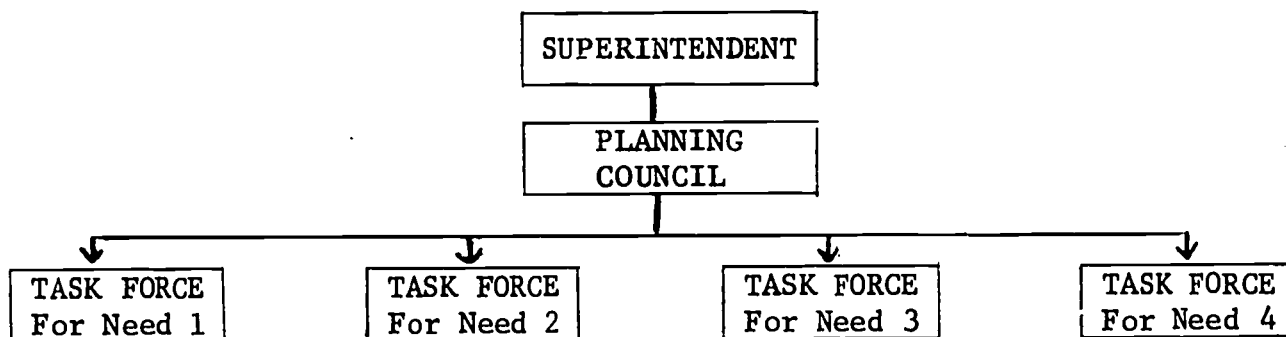 SUPERINTENDENT
PLANNING
COUNCIL
TASK FORCE
For Need 1
TASK FORCE
For Need 2
TASK FORCE
For Need 3
TASK FORCE
For Need 4